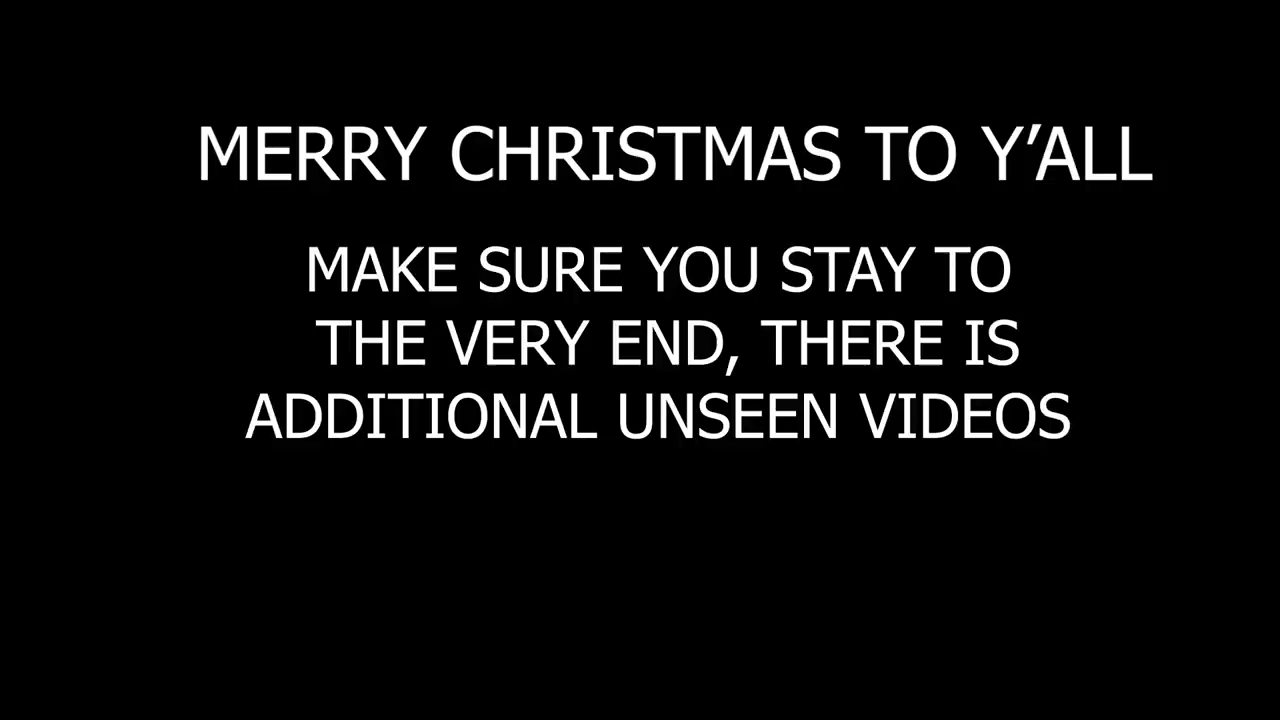 MERRY CHRISTMAS TO Y’ALL
MAKE SURE YOU STAY TO
THE VERY END, THERE IS
ADDITIONAL UNSEEN VIDEOS